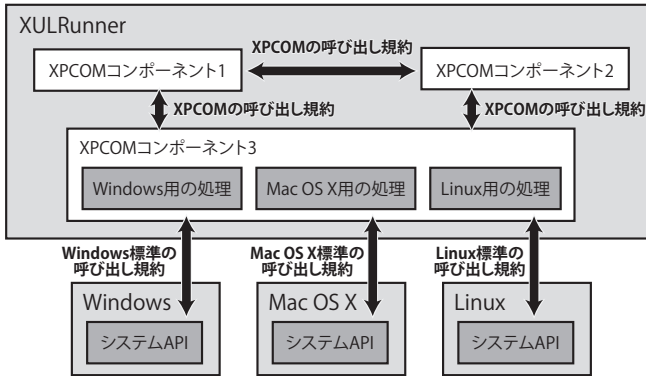 XULRunner
XPCOMの呼び出し規約
XPCOMコンポーネント1
XPCOMコンポーネント2
XPCOMの呼び出し規約
XPCOMの呼び出し規約
XPCOMコンポーネント3
Windows用の処理
Mac OS X用の処理
Linux用の処理
Windows標準の
呼び出し規約
Mac OS X標準の
呼び出し規約
Linux標準の
呼び出し規約
Windows
Mac OS X
Linux
システムAPI
システムAPI
システムAPI